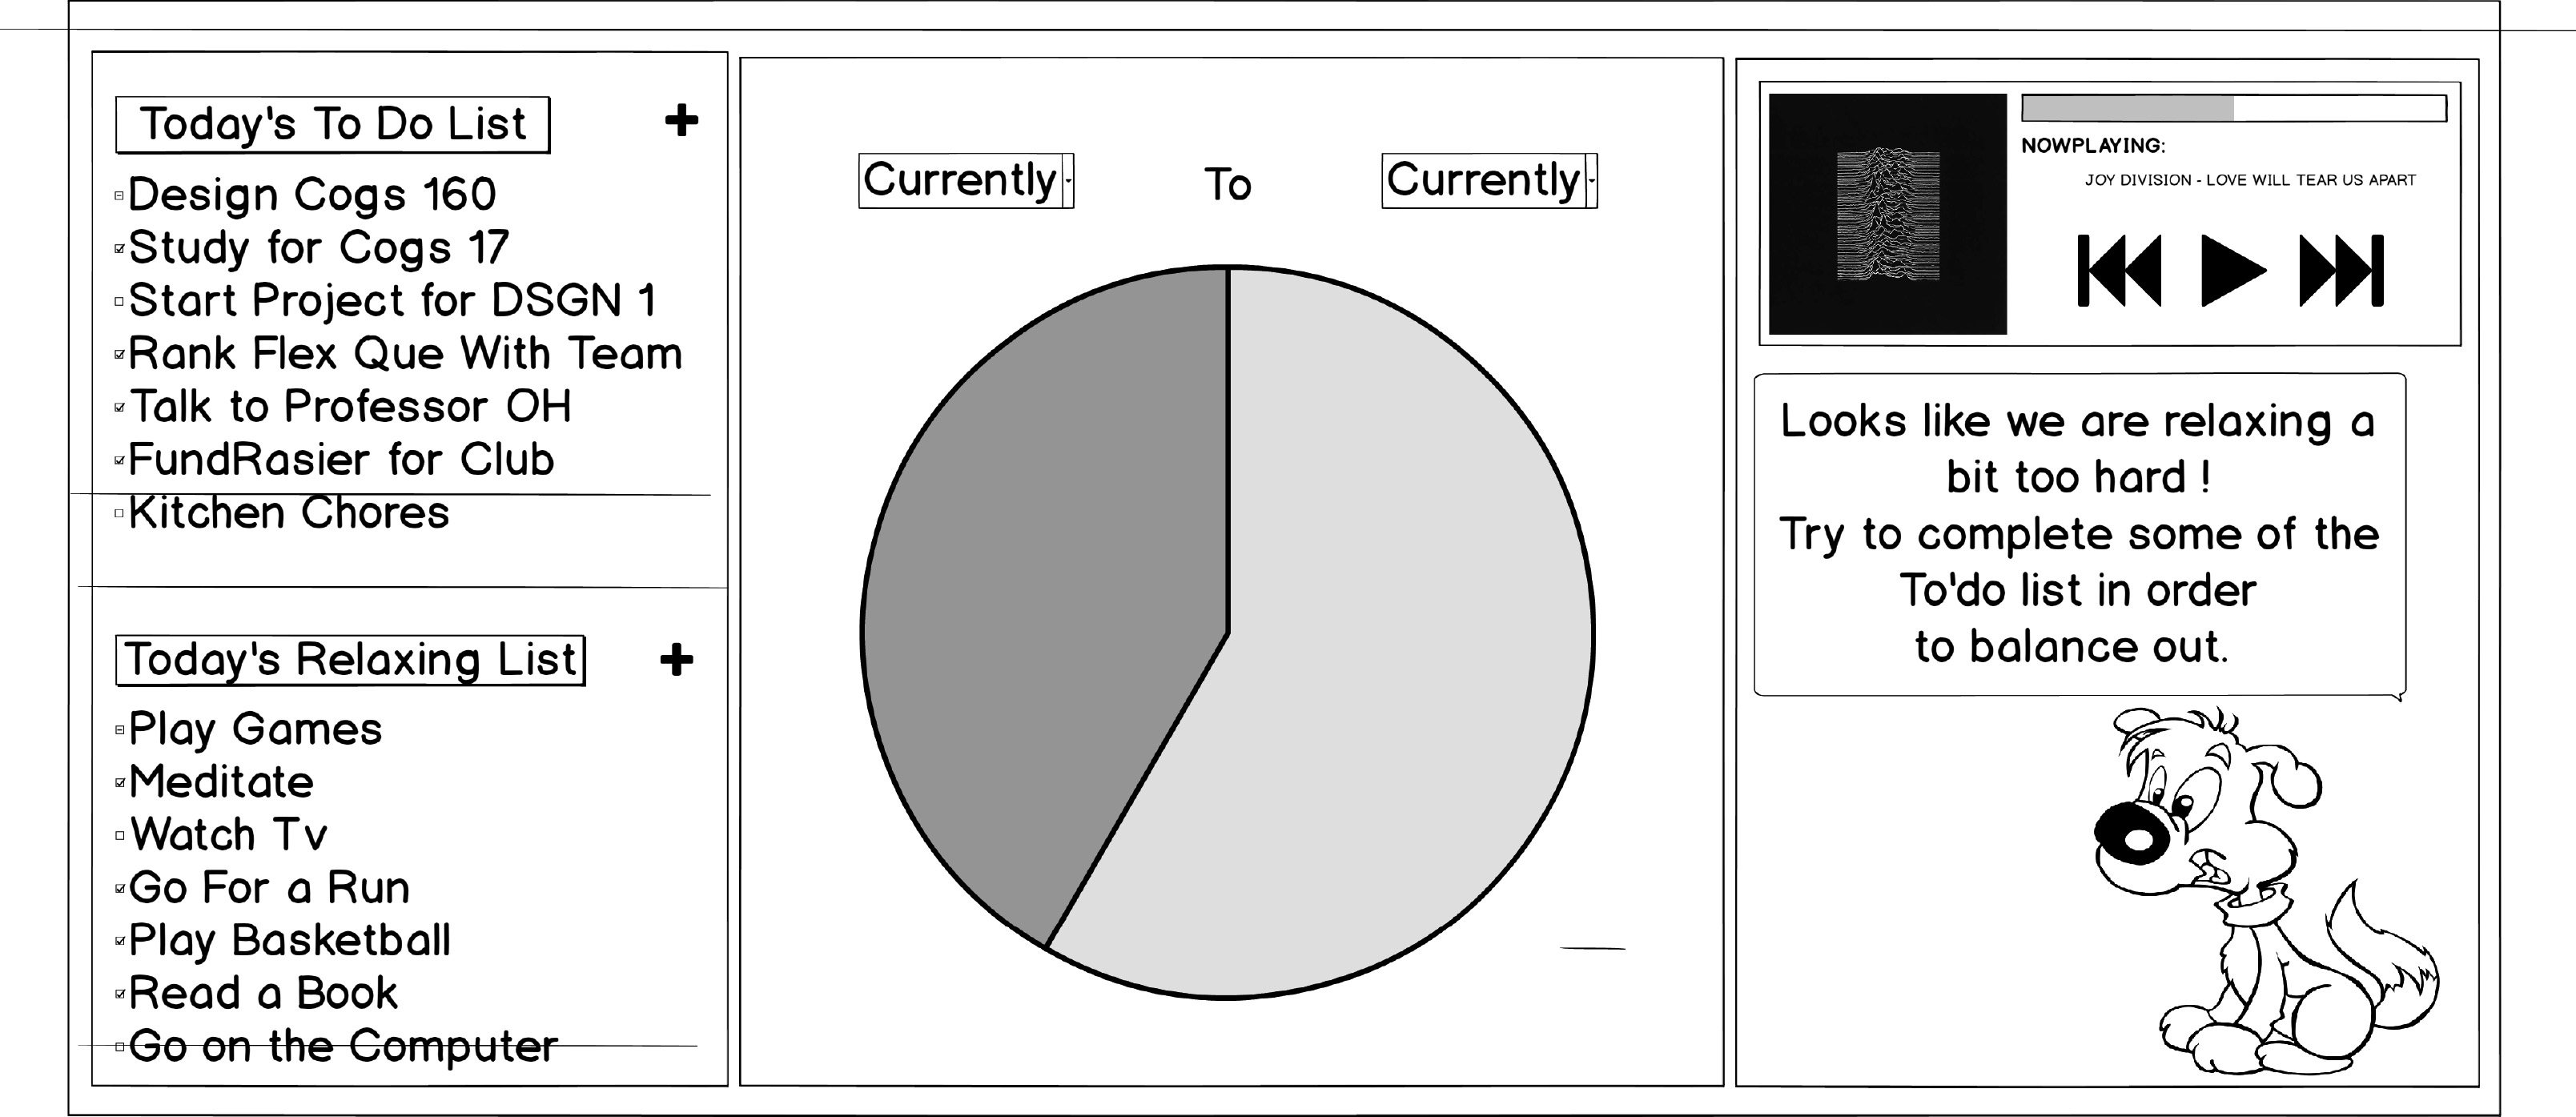 Today's To Do List
Design Cogs 160
Study for Cogs 17
Start Project for DSGN 1
Rank Flex Que With Team
Talk to Professor OH
FundRasier for Club
Kitchen Chores
Today's Relaxing List
Play Games
Meditate
Watch Tv
Go For a Run
Play Basketball
Read a Book
Go on the Computer
Currently To Currently
NOWPLAYING:
JOY DIVISION - LOVE WILL TEAR US APART
Looks like we are relaxing a
bit too hard !
Try to complete some of the
To'do list in order
to balance out.